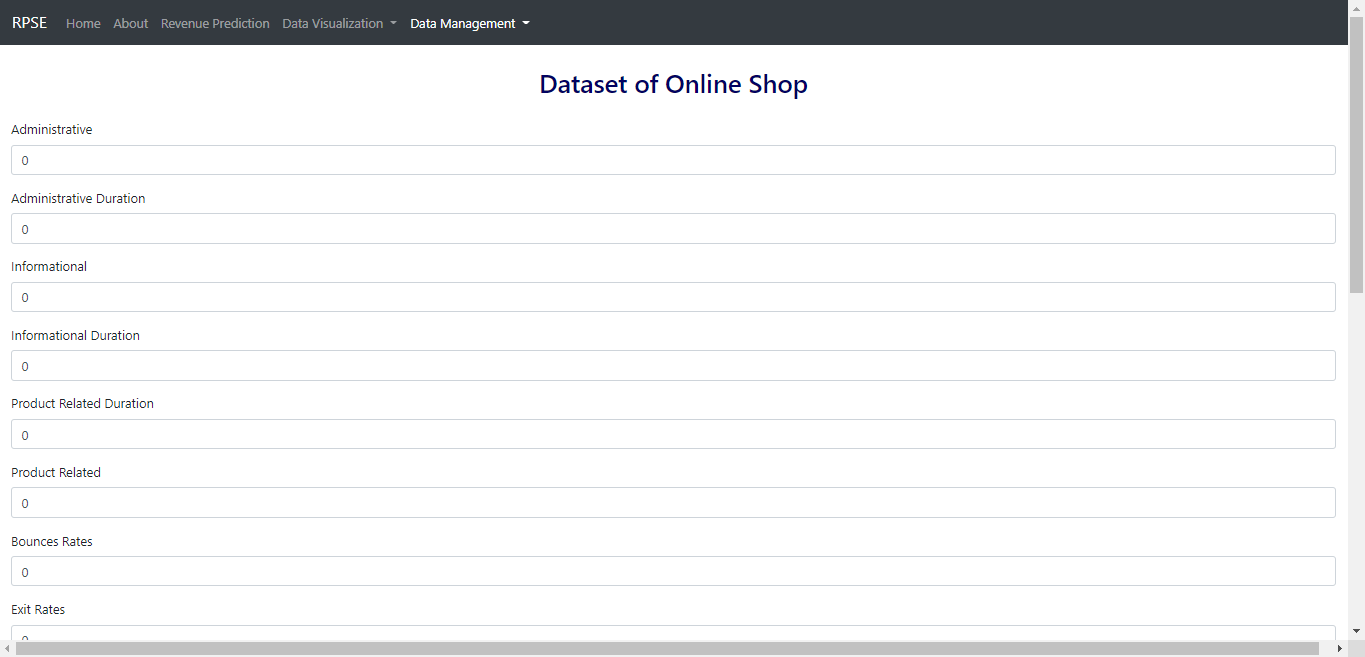 RPSE Home About Revenue Prediction Data Visualization Data Management
Dataset of Online Shop
Administrative
0
Administrative Duration
0
Informational
0
Informational Duration
0
Product Related Duration
0
Product Related
0
Bounces Rates
0
Exit Rates
0